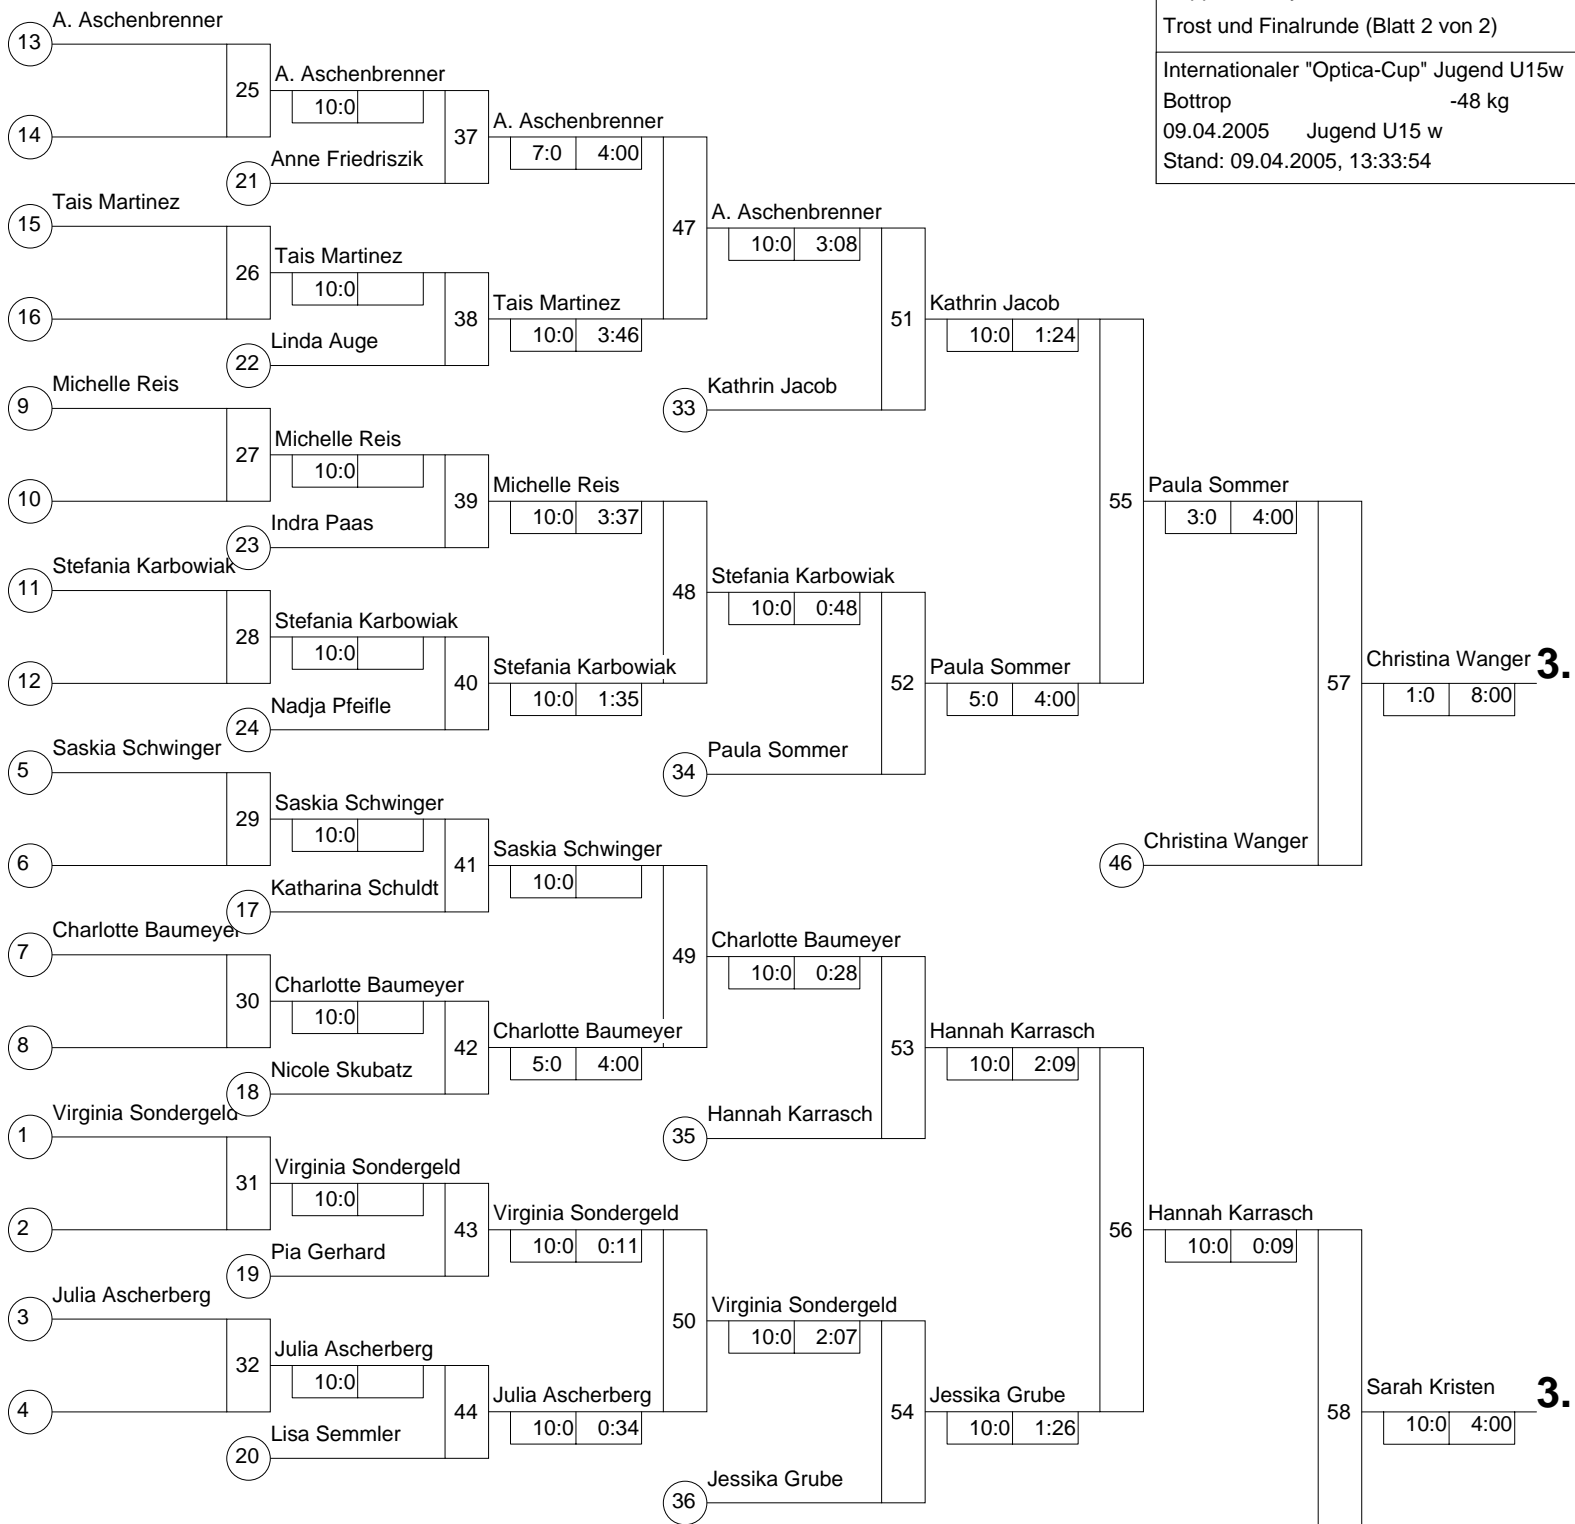 Trost und Finalrunde (Blatt 2 von 2)
Internationaler "Optica-Cup" Jugend U15w
Bottrop -48 kg
09.04.2005 Jugend U15 w
Stand: 09.04.2005, 13:33:54
A. Aschenbrenner
13
25
A. Aschenbrenner
10:0
14
37
A. Aschenbrenner
7:0 4:00
Anne Friedriszik
21
Tais Martinez
15
47
A. Aschenbrenner
10:0 3:08
26
Tais Martinez
10:0
16
38
Tais Martinez
10:0 3:46
51
Kathrin Jacob
10:0 1:24
Linda Auge
22
Michelle Reis
9
Kathrin Jacob
33
27
Michelle Reis
10:0
10
39
Michelle Reis
10:0 3:37
55
Paula Sommer
3:0 4:00
Indra Paas
23
Stefania Karbowiak
11
48
Stefania Karbowiak
10:0 0:48
28
Stefania Karbowiak
10:0
12
40
Stefania Karbowiak
10:0 1:35
52
Paula Sommer
5:0 4:00
57
Christina Wanger 3.
1:0 8:00
Nadja Pfeifle
24
Saskia Schwinger
5
Paula Sommer
34
29
Saskia Schwinger
10:0
6
41
Saskia Schwinger
10:0
Christina Wanger
46
Katharina Schuldt
17
Charlotte Baumeyer
7
49
Charlotte Baumeyer
10:0 0:28
30
Charlotte Baumeyer
10:0
8
42
Charlotte Baumeyer
5:0 4:00
53
Hannah Karrasch
10:0 2:09
Nicole Skubatz
18
Virginia Sondergeld
1
Hannah Karrasch
35
31
Virginia Sondergeld
10:0
2
43
Virginia Sondergeld
10:0 0:11
56
Hannah Karrasch
10:0 0:09
Pia Gerhard
19
Julia Ascherberg
3
50
Virginia Sondergeld
10:0 2:07
32
Julia Ascherberg
10:0
4
44
Julia Ascherberg
10:0 0:34
54
Jessika Grube
10:0 1:26
58
Sarah Kristen 3.
10:0 4:00
Lisa Semmler
20
Jessika Grube
36